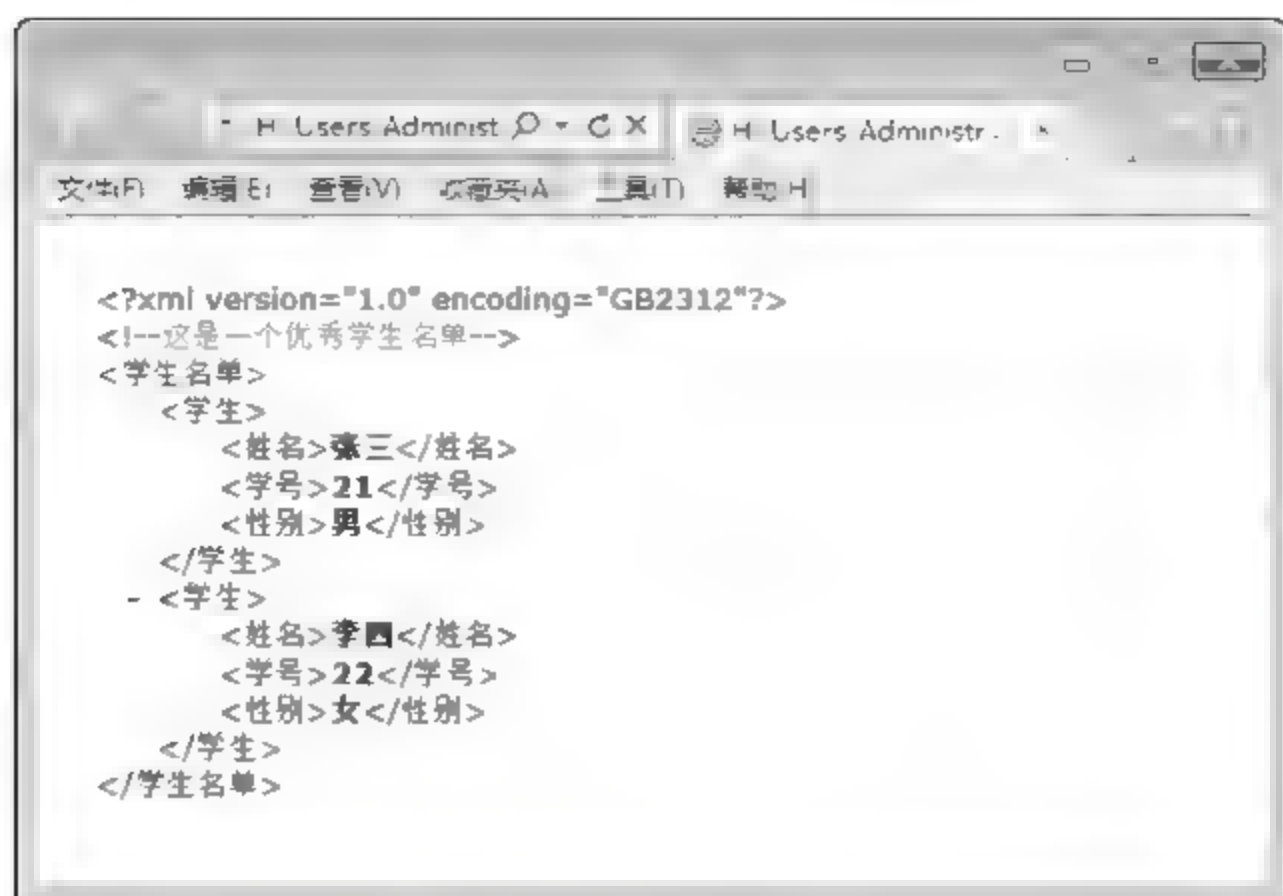 H Users Administ
H Users Administr
文件(F) 编辑 E) 查看(V) 收藏夹(A 工具(T) 帮助 H
<?xml version="1.0" encoding="GB2312"?>
<!--这是一个优秀学生名单-->
<学生名单>
<学生>
<姓名>张三</姓名>
<学号>21</学号>
<性别>男</性别>
</学生>
- <学生>
<姓名>李四</姓名>
<学号>22</学号>
<性别>女</性别>
</学生>
</学生名单>